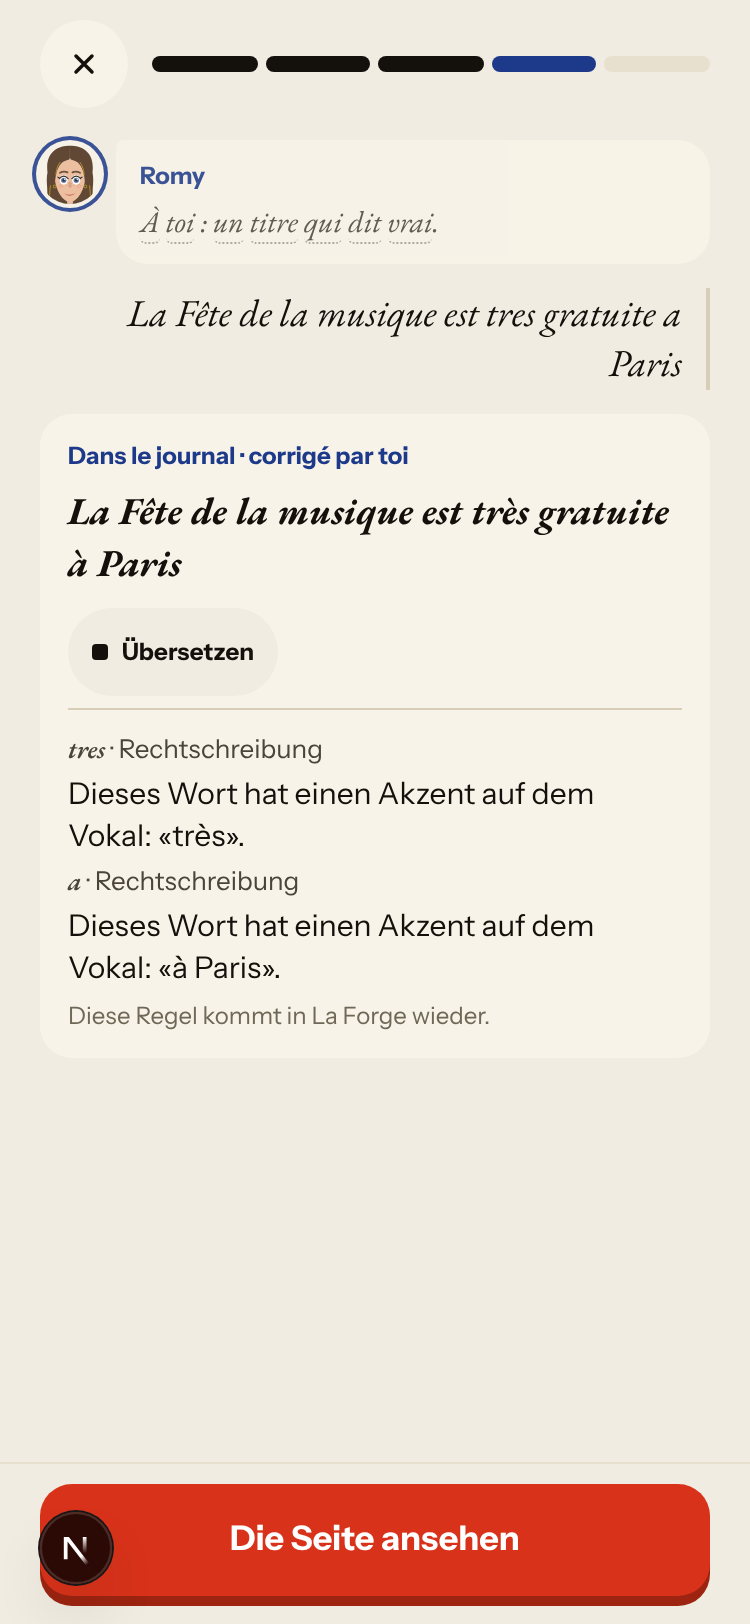 Romy
À toi : un titre qui dit vrai.
La Fête de la musique est tres gratuite a
Paris
Dans le journal · corrigé par toi
La Fête de la musique est très gratuite
à Paris
Übersetzen
tres · Rechtschreibung
Dieses Wort hat einen Akzent auf dem
Vokal: «très».
a · Rechtschreibung
Dieses Wort hat einen Akzent auf dem
Vokal: «à Paris».
Diese Regel kommt in La Forge wieder.
Die Seite ansehen
N